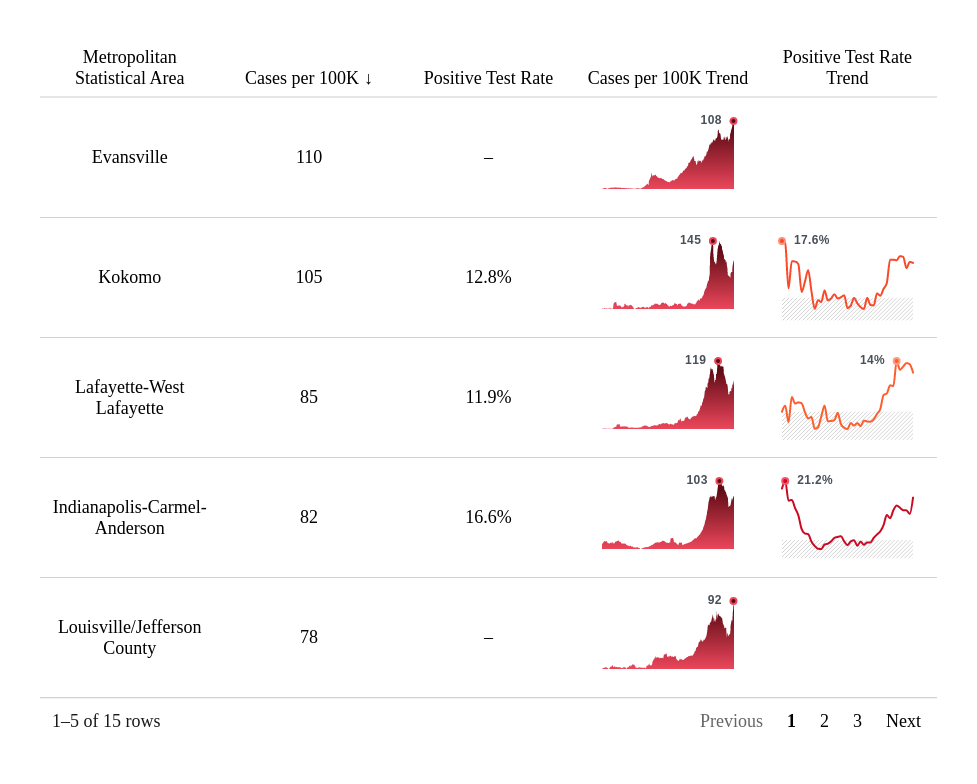 Metropolitan
Statistical Area
Cases per 100K ↓
Positive Test Rate
Cases per 100K Trend
Positive Test Rate
Trend
Evansville
110
–
108
Kokomo
105
12.8%
145
17.6%
Lafayette-West
Lafayette
85
11.9%
119
14%
Indianapolis-Carmel-
Anderson
82
16.6%
103
21.2%
Louisville/Jefferson
County
78
–
92
1–5 of 15 rows
Previous 1 2 3 Next